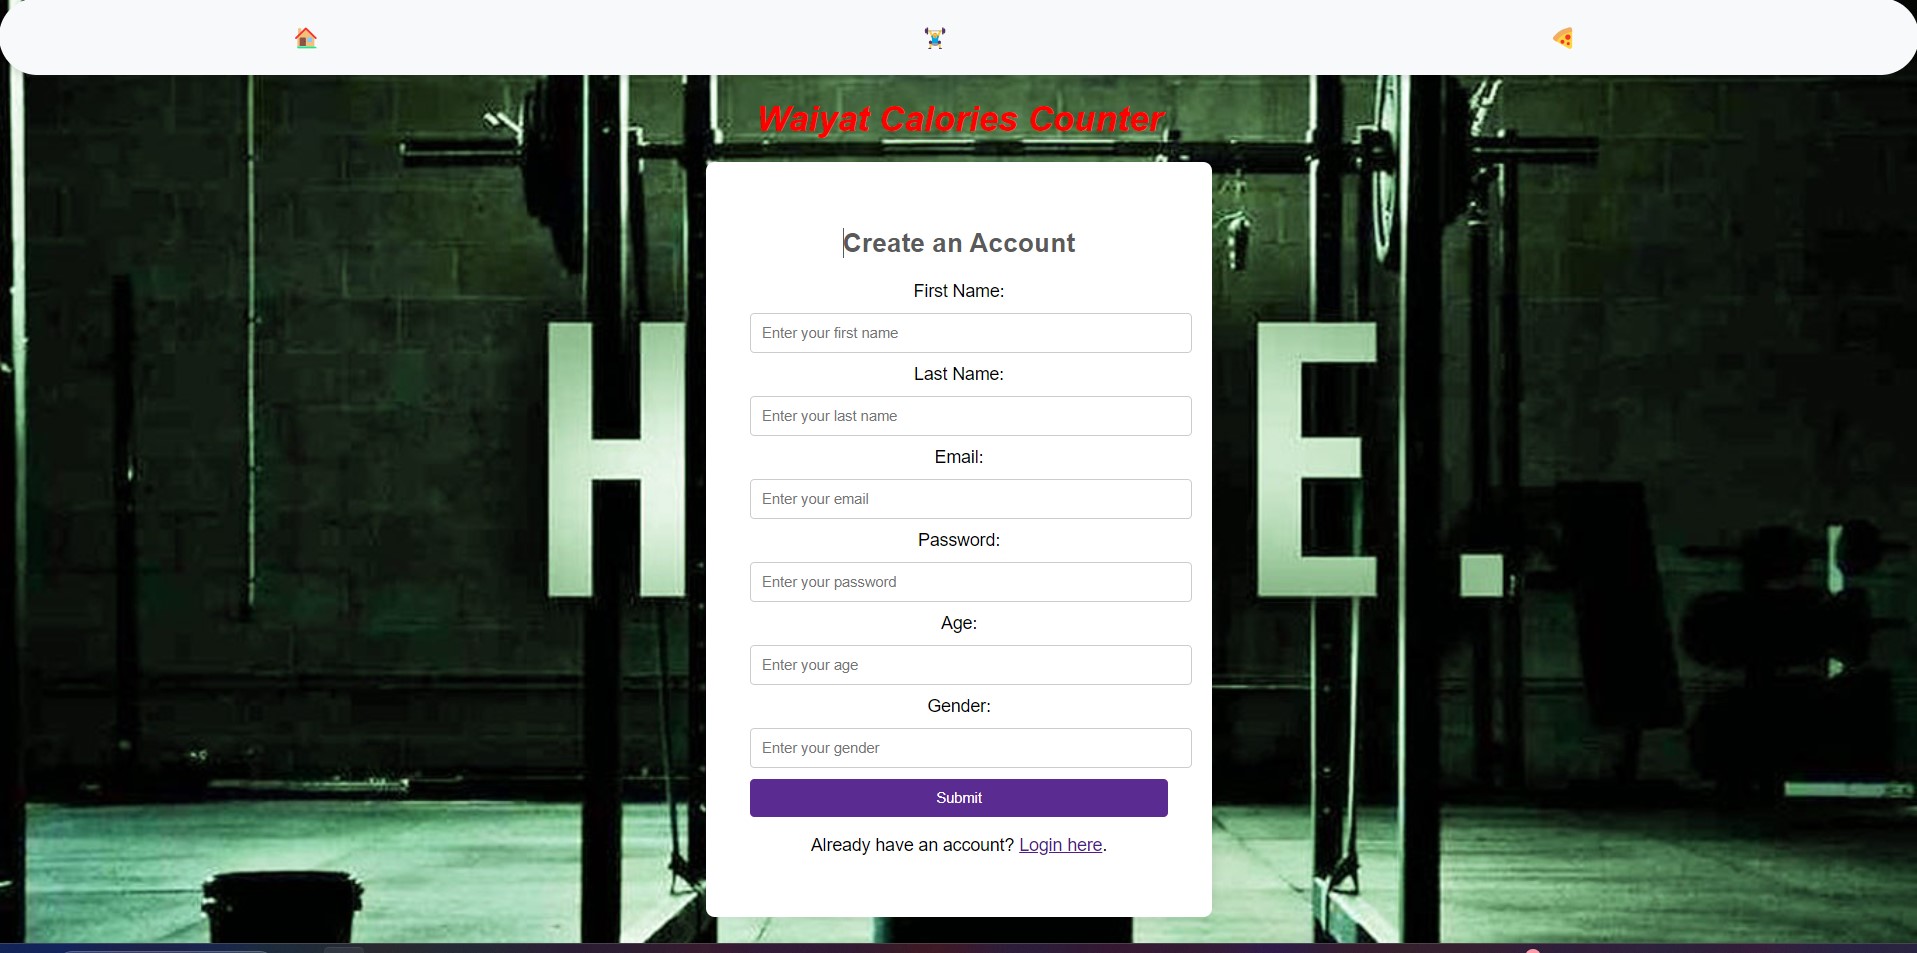 Waiyat Calories Counter
Create an Account
First Name:
Enter your first name
Last Name:
Enter your last name
Email:
Enter your email
Password:
Enter your password
Age:
Enter your age
Gender:
Enter your gender
Submit
Already have an account? Login here.
H
E.